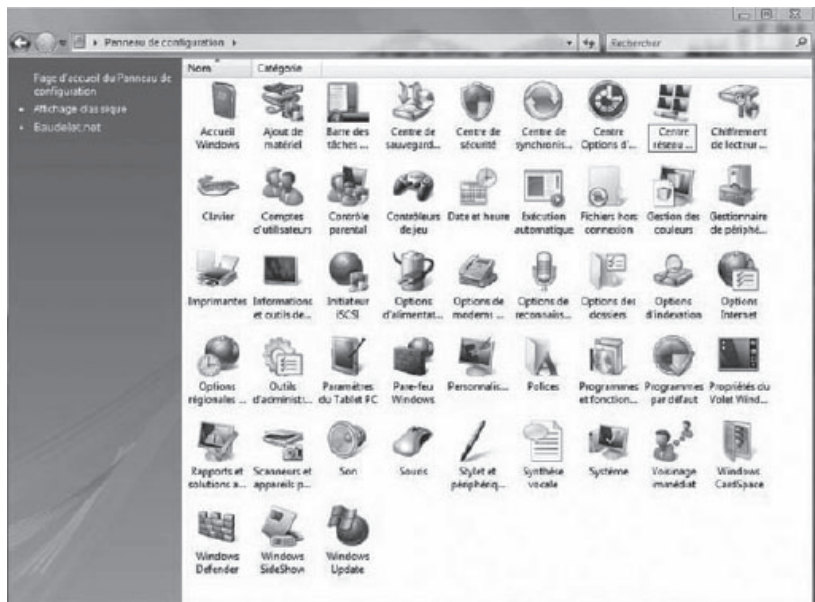 Panneau de configuration
Rechercher
Page d'accueil du Panneau de
configuration
Affichage classique
Baudelat.net
Nom Catégorie
Accueil
Windows
Ajout de
matériel
Barre des
tâches ...
Centre de
sauvegard...
Centre de
sécurité
Centre de
synchronis...
Centre
Options d'...
Centre
réseau ...
Chiffrement
de lecteur ...
Clavier
Comptes
d'utilisateurs
Contrôle
parental
Contrôleurs
de jeu
Date et heure
Exécution
automatique
Fichiers hors
connexion
Gestion des
couleurs
Gestionnaire
de périphé...
Imprimantes
Informations
et outils de...
Initiateur
iSCSI
Options
d'alimentat...
Options de
modems ...
Options de
reconnaiss...
Options des
dossiers
Options
d'indexation
Options
Internet
Options
régionales ...
Outils
d'administr...
Paramètres
du Tablet PC
Pare-feu
Windows
Personnalis...
Polices
Programmes
et fonction...
Programmes
par défaut
Propriétés du
Volet Wind...
Rapports et
solutions a...
Scanneurs et
appareils p...
Son
Souris
Stylet et
périphériq...
Synthèse
vocale
Système
Voisinage
immédiat
Windows
CardSpace
Windows
Defender
Windows
SideShow
Windows
Update